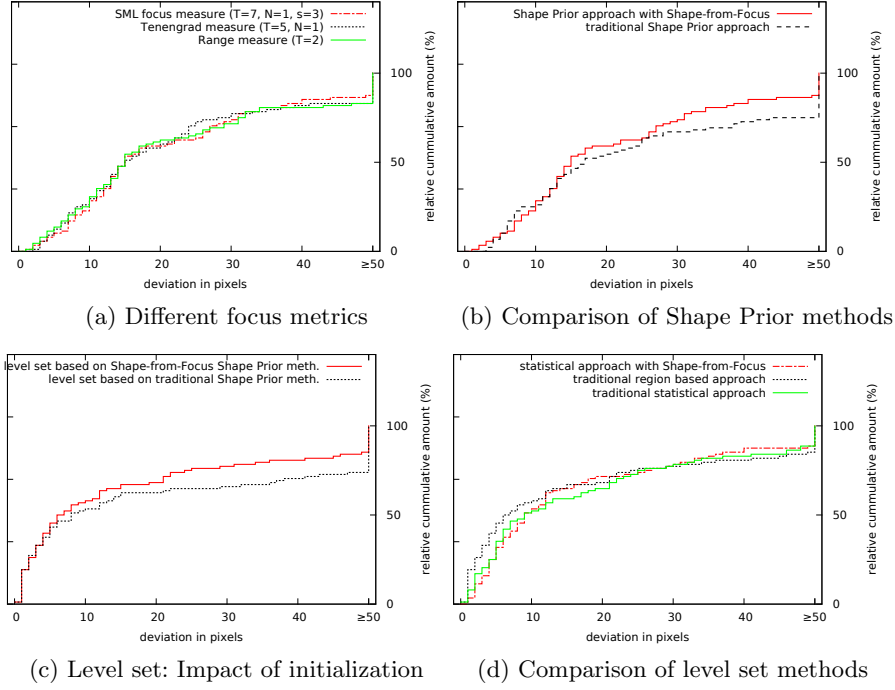 SML focus measure (T=7, N=1, s=3)
Tenengrad measure (T=5, N=1)
Range measure (T=2)
100
50
0
relative cummulative amount (%)
0 10 20 30 40 ≥50
deviation in pixels
(a) Different focus metrics
Shape Prior approach with Shape-from-Focus
traditional Shape Prior approach
100
50
0
relative cummulative amount (%)
0 10 20 30 40 ≥50
deviation in pixels
(b) Comparison of Shape Prior methods
level set based on Shape-from-Focus Shape Prior meth.
level set based on traditional Shape Prior meth.
100
50
0
relative cummulative amount (%)
0 10 20 30 40 ≥50
deviation in pixels
(c) Level set: Impact of initialization
statistical approach with Shape-from-Focus
traditional region based approach
traditional statistical approach
100
50
0
relative cummulative amount (%)
0 10 20 30 40 ≥50
deviation in pixels
(d) Comparison of level set methods